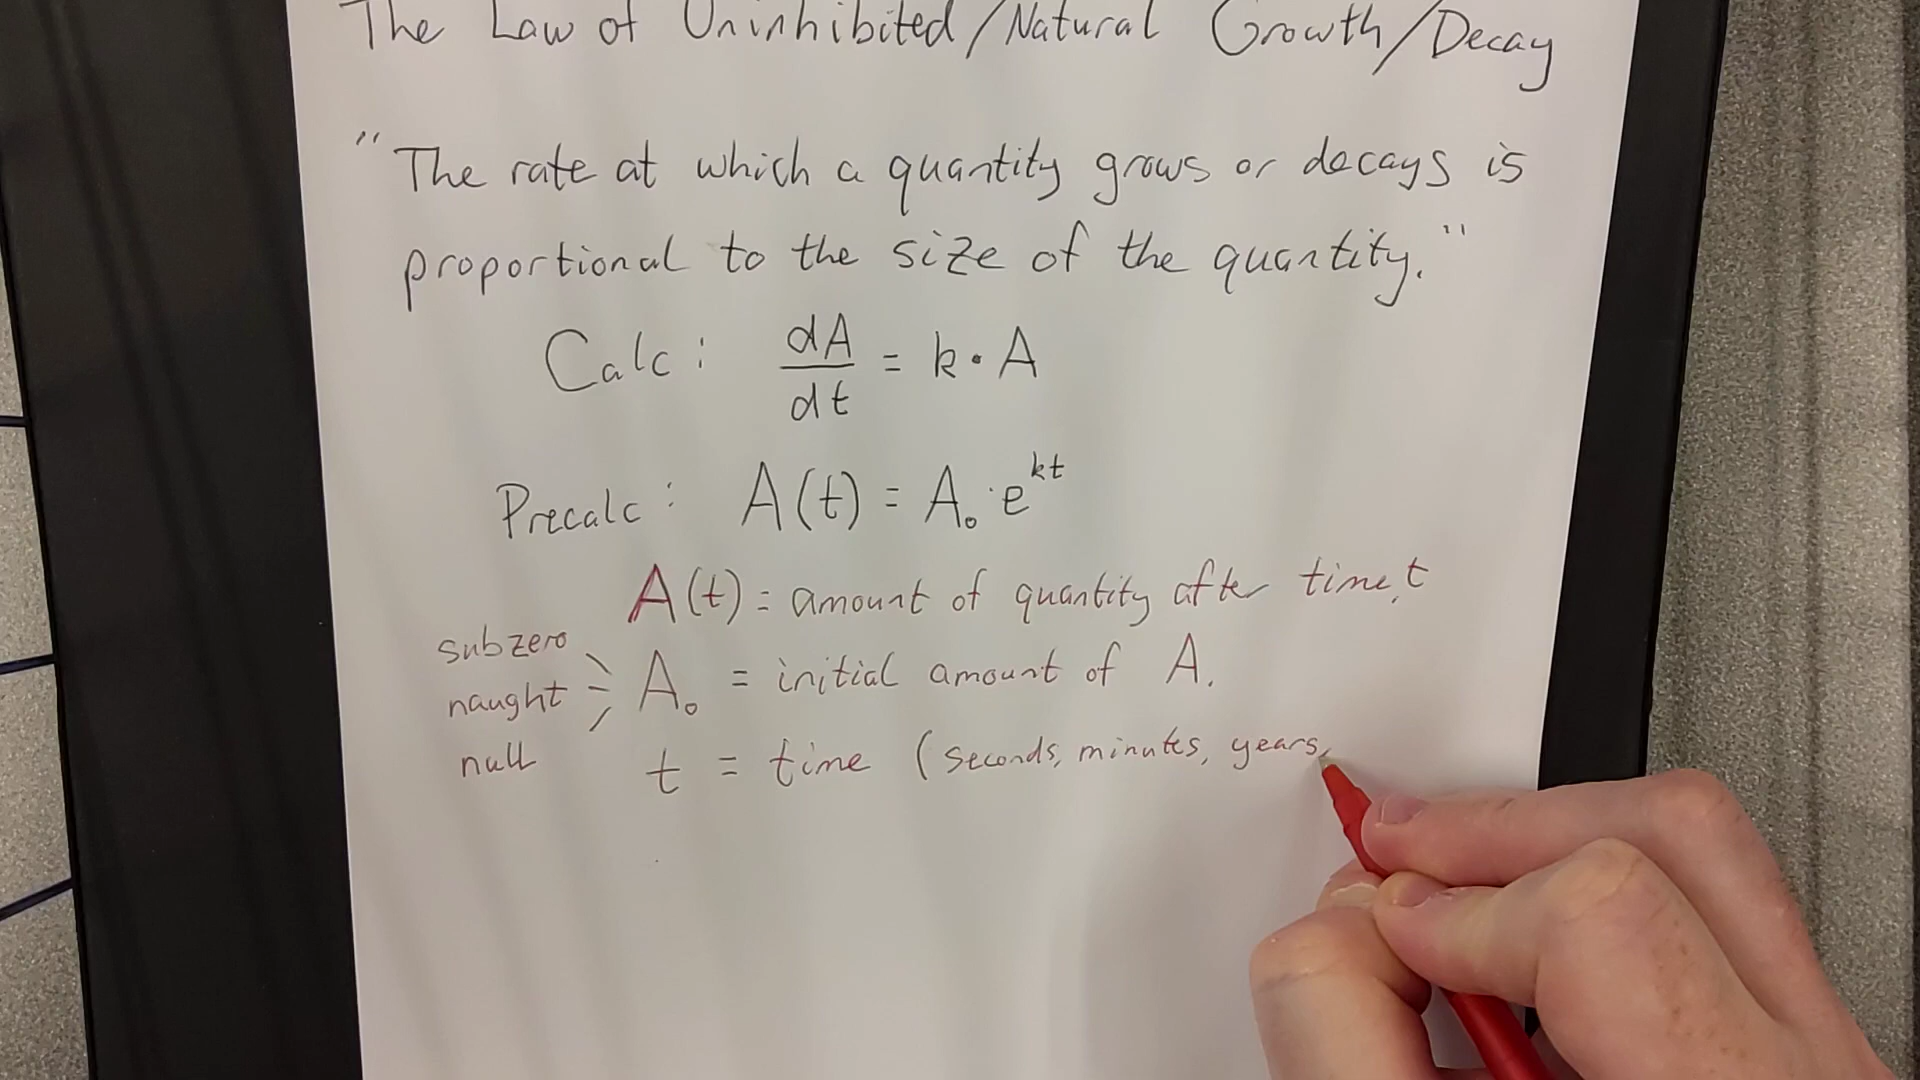 The Law of Uninhibited/Natural Growth/Decay
"The rate at which a quantity grows or decays is
proportional to the size of the quantity."
Calc: dA/dt = k · A
Precalc: A(t) = A₀ · e^kt
A(t) = amount of quantity after time, t
subzero
naught
null
A₀ = initial amount of A.
t = time (seconds, minutes, years,